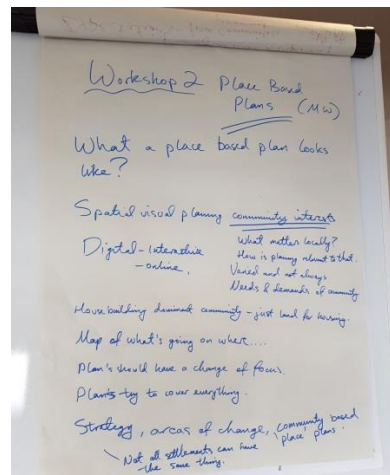 Workshop 2 Place Based
Plans (MW)
What a place based plan looks
like?
Spatial visual planning community interests
Digital - Interactive
- online,
What matter locally?
How is planning relevant to that.
Varied and not always
Needs & demands of community
Housebuilding dominant community - just land for housing.
Map of what's going on where....
Plan's should have a change of focus.
Plans try to cover everything.
Strategy, areas of change, community based
place plans.
Not all settlements can have
the same thing.